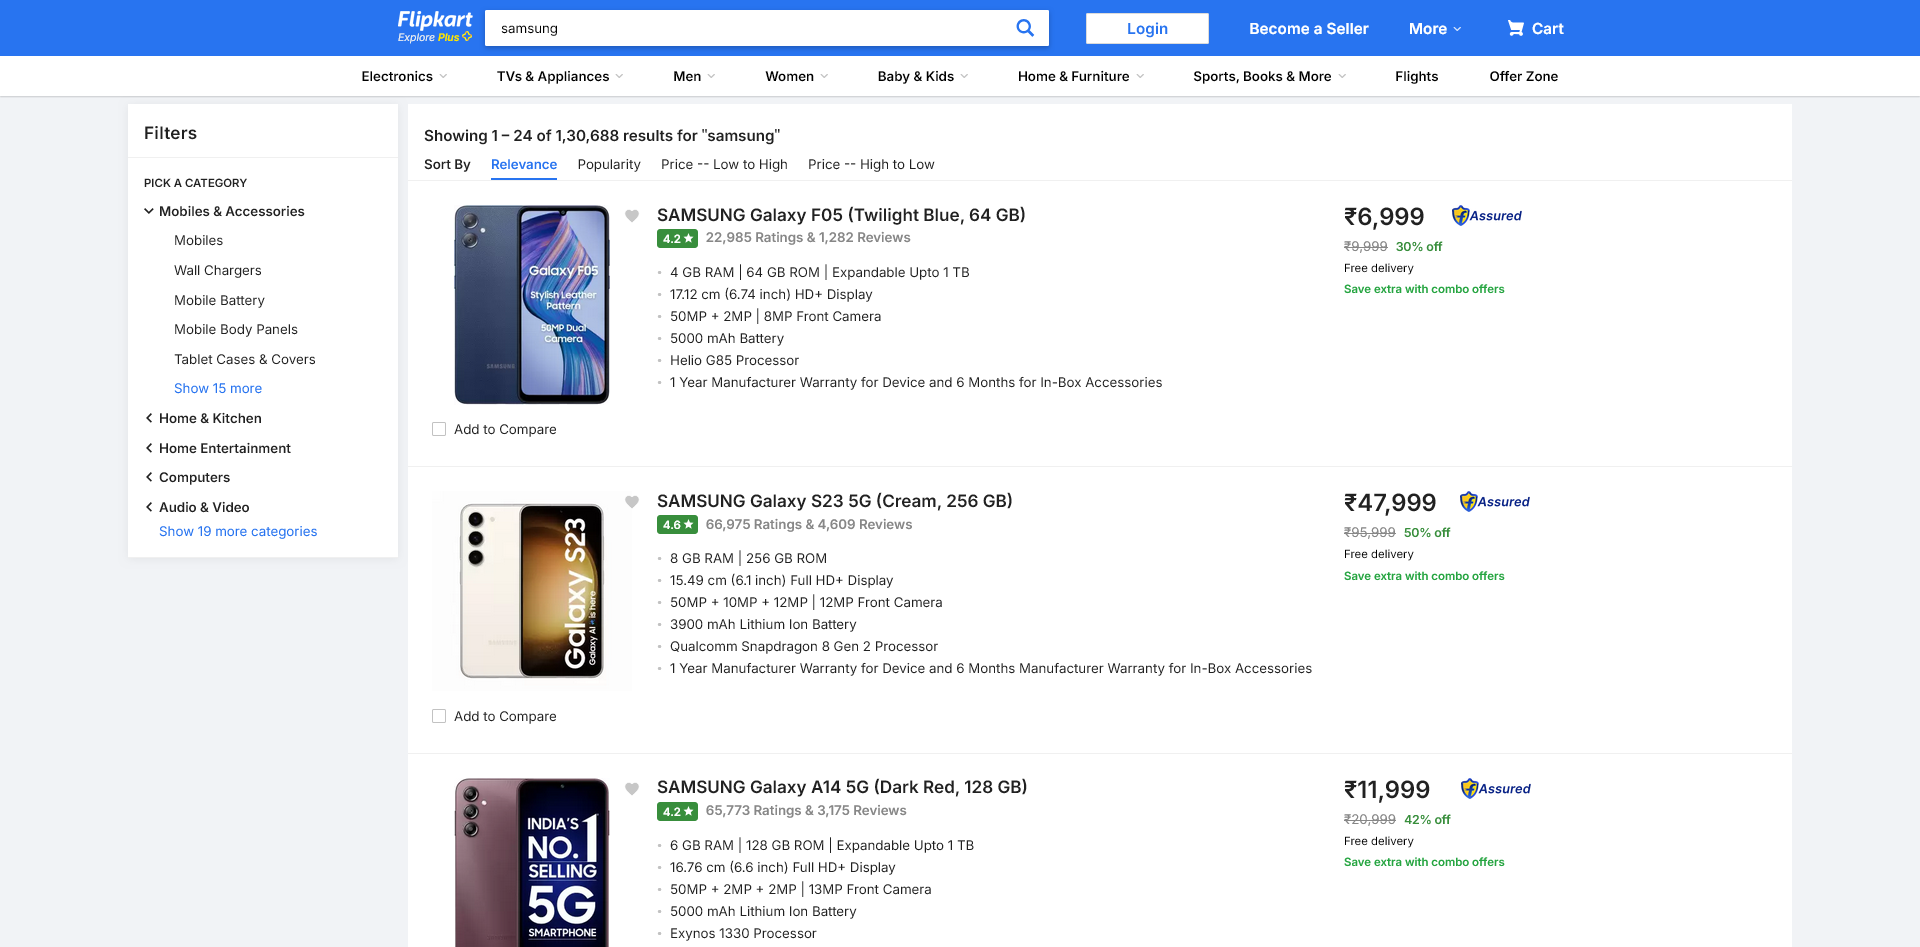 Flipkart
Explore Plus
samsung
Login
Become a Seller
More
Cart
Electronics
TVs & Appliances
Men
Women
Baby & Kids
Home & Furniture
Sports, Books & More
Flights
Offer Zone
Filters
PICK A CATEGORY
Mobiles & Accessories
Mobiles
Wall Chargers
Mobile Battery
Mobile Body Panels
Tablet Cases & Covers
Show 15 more
Home & Kitchen
Home Entertainment
Computers
Audio & Video
Show 19 more categories
Showing 1 – 24 of 1,30,688 results for "samsung"
Sort By
Relevance
Popularity
Price -- Low to High
Price -- High to Low
Galaxy F05
Stylish Leather
Pattern
50MP Dual
Camera
SAMSUNG
Add to Compare
SAMSUNG Galaxy F05 (Twilight Blue, 64 GB)
4.2 ★ 22,985 Ratings & 1,282 Reviews
4 GB RAM | 64 GB ROM | Expandable Upto 1 TB
17.12 cm (6.74 inch) HD+ Display
50MP + 2MP | 8MP Front Camera
5000 mAh Battery
Helio G85 Processor
1 Year Manufacturer Warranty for Device and 6 Months for In-Box Accessories
₹6,999
Assured
₹9,999 30% off
Free delivery
Save extra with combo offers
Galaxy S23
Galaxy AI is here
Add to Compare
SAMSUNG Galaxy S23 5G (Cream, 256 GB)
4.6 ★ 66,975 Ratings & 4,609 Reviews
8 GB RAM | 256 GB ROM
15.49 cm (6.1 inch) Full HD+ Display
50MP + 10MP + 12MP | 12MP Front Camera
3900 mAh Lithium Ion Battery
Qualcomm Snapdragon 8 Gen 2 Processor
1 Year Manufacturer Warranty for Device and 6 Months Manufacturer Warranty for In-Box Accessories
₹47,999
Assured
₹95,999 50% off
Free delivery
Save extra with combo offers
INDIA'S
NO.1
SELLING
5G
SMARTPHONE
SAMSUNG Galaxy A14 5G (Dark Red, 128 GB)
4.2 ★ 65,773 Ratings & 3,175 Reviews
6 GB RAM | 128 GB ROM | Expandable Upto 1 TB
16.76 cm (6.6 inch) Full HD+ Display
50MP + 2MP + 2MP | 13MP Front Camera
5000 mAh Lithium Ion Battery
Exynos 1330 Processor
₹11,999
Assured
₹20,999 42% off
Free delivery
Save extra with combo offers